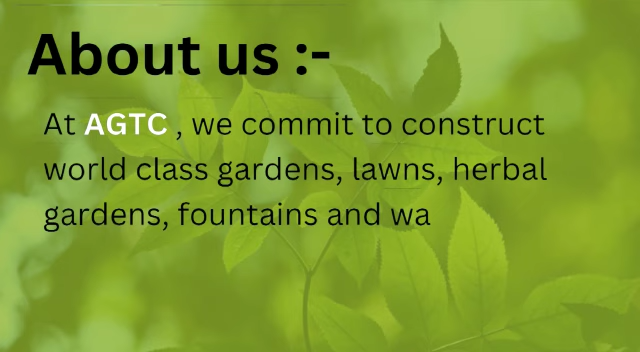 About us :-
At AGTC , we commit to construct
world class gardens, lawns, herbal
gardens, fountains and wa